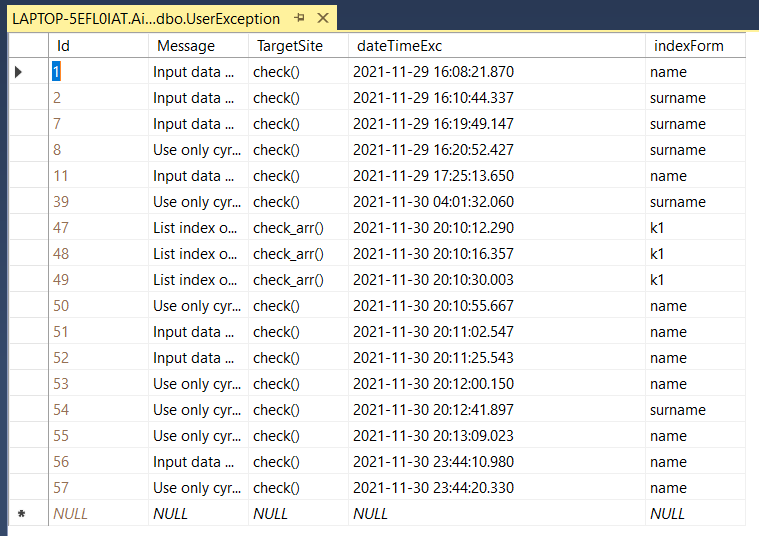 LAPTOP-5EFL0IAT.Ai...dbo.UserException
Id Message TargetSite dateTimeExc indexForm
1 Input data ... check() 2021-11-29 16:08:21.870 name
2 Input data ... check() 2021-11-29 16:10:44.337 surname
7 Input data ... check() 2021-11-29 16:19:49.147 surname
8 Use only cyr... check() 2021-11-29 16:20:52.427 surname
11 Input data ... check() 2021-11-29 17:25:13.650 name
39 Use only cyr... check() 2021-11-30 04:01:32.060 surname
47 List index o... check_arr() 2021-11-30 20:10:12.290 k1
48 List index o... check_arr() 2021-11-30 20:10:16.357 k1
49 List index o... check_arr() 2021-11-30 20:10:30.003 k1
50 Use only cyr... check() 2021-11-30 20:10:55.667 name
51 Input data ... check() 2021-11-30 20:11:02.547 name
52 Input data ... check() 2021-11-30 20:11:25.543 name
53 Use only cyr... check() 2021-11-30 20:12:00.150 name
54 Use only cyr... check() 2021-11-30 20:12:41.897 surname
55 Use only cyr... check() 2021-11-30 20:13:09.023 name
56 Input data ... check() 2021-11-30 23:44:10.980 name
57 Use only cyr... check() 2021-11-30 23:44:20.330 name
NULL NULL NULL NULL NULL